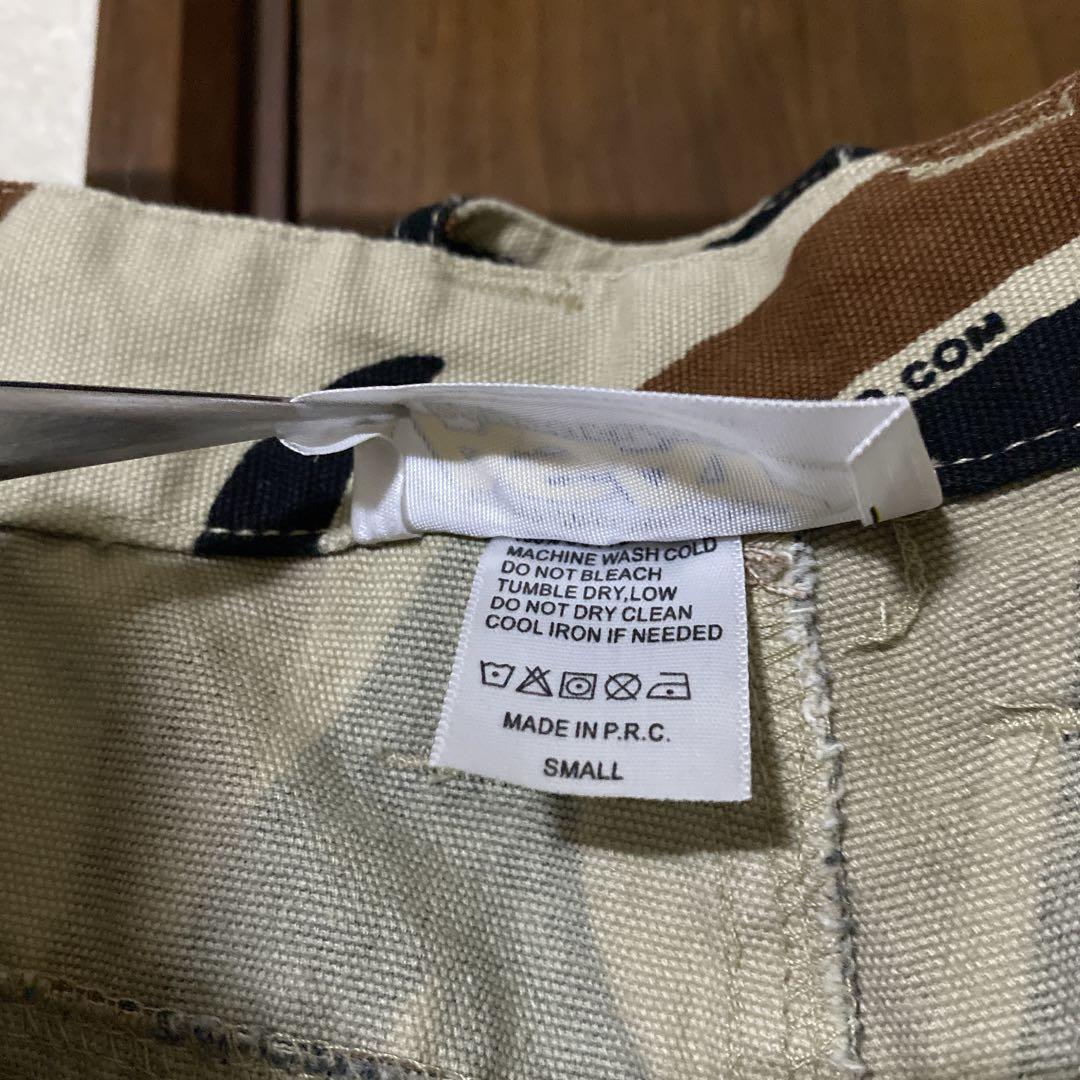 .COM
MACHINE WASH COLD
DO NOT BLEACH
TUMBLE DRY,LOW
DO NOT DRY CLEAN
COOL IRON IF NEEDED
MADE IN P.R.C.
SMALL